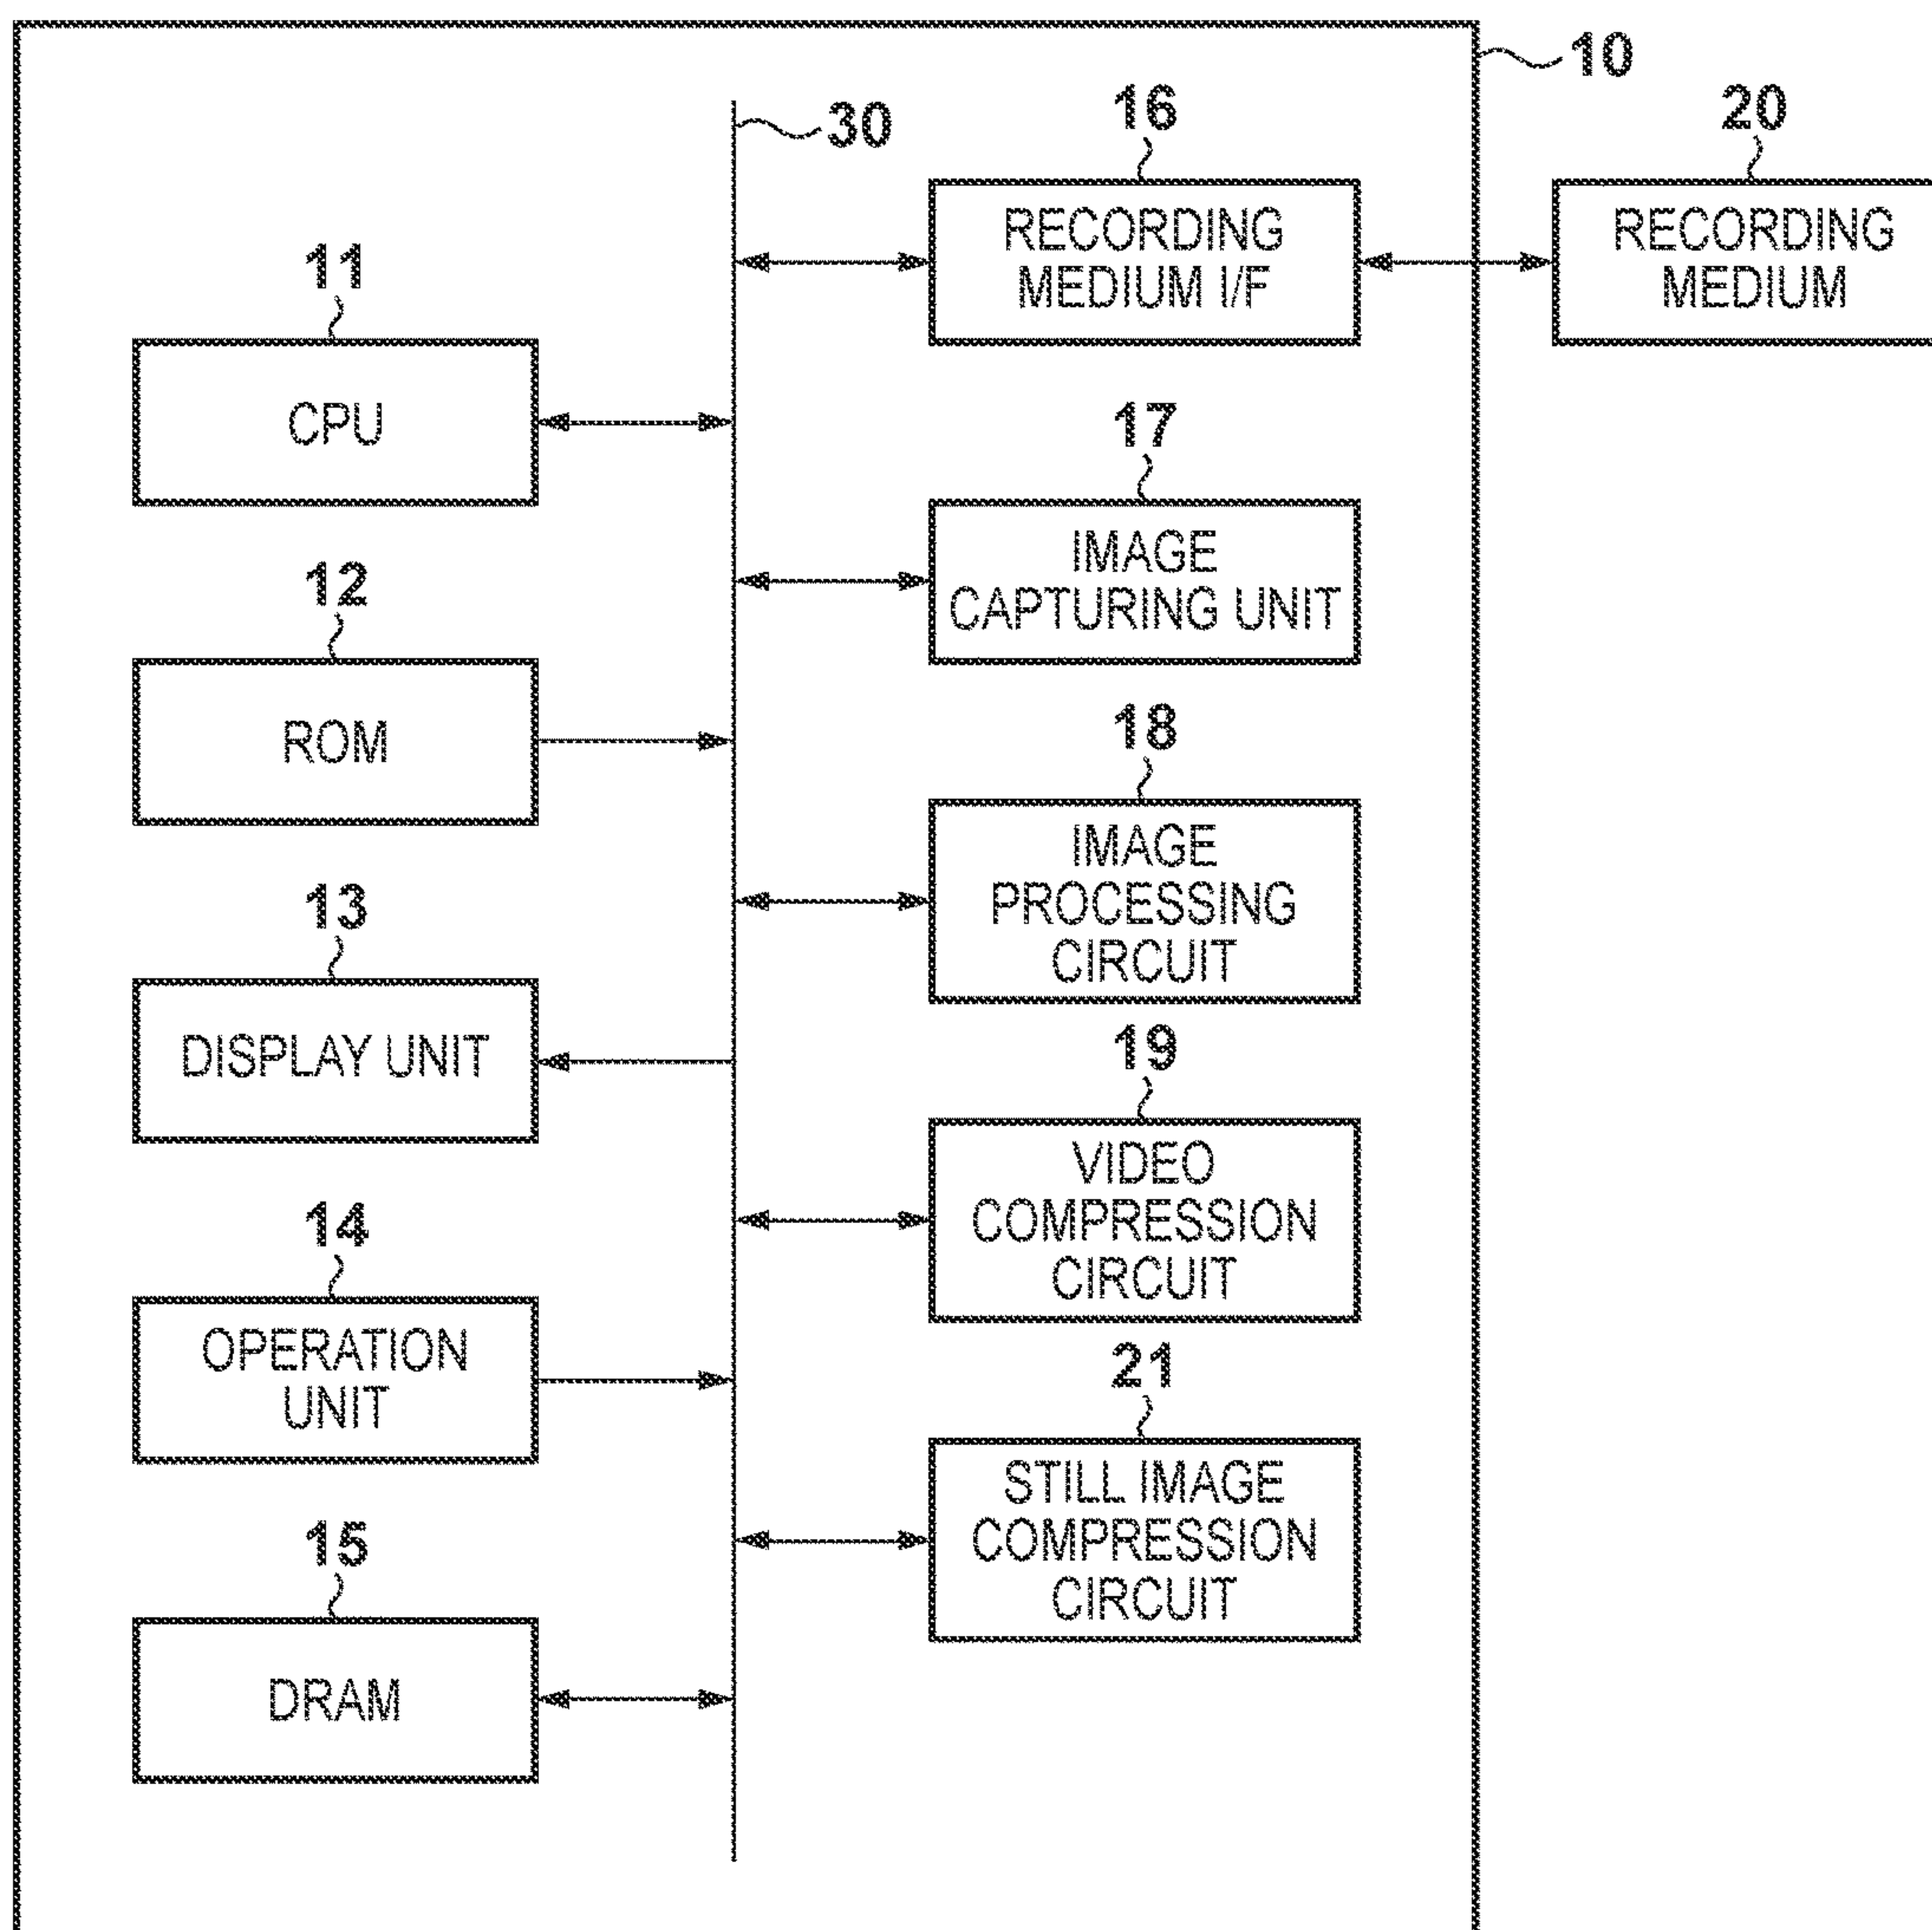 10
30
16
RECORDING
MEDIUM I/F
20
RECORDING
MEDIUM
11
CPU
17
IMAGE
CAPTURING UNIT
12
ROM
18
IMAGE
PROCESSING
CIRCUIT
13
DISPLAY UNIT
19
VIDEO
COMPRESSION
CIRCUIT
14
OPERATION
UNIT
21
STILL IMAGE
COMPRESSION
CIRCUIT
15
DRAM